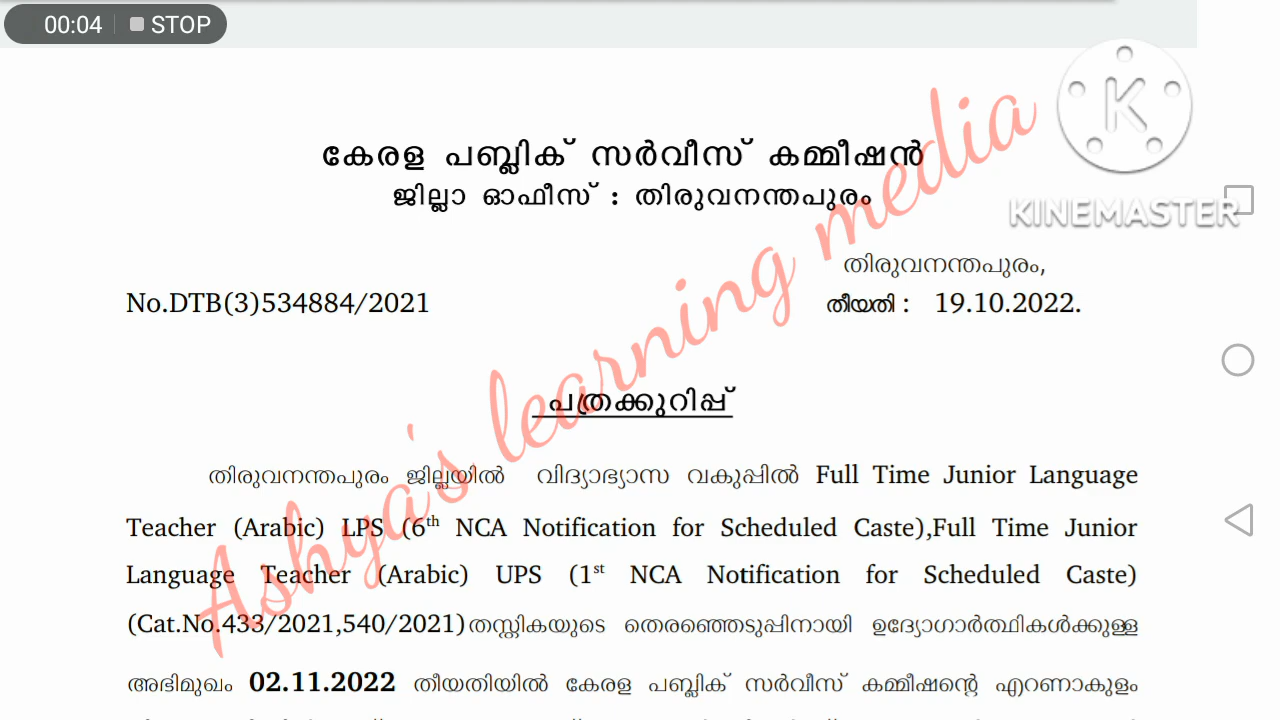 00:04 STOP
കേരള പബ്ലിക് സർവീസ് കമ്മീഷൻ
ജില്ലാ ഓഫീസ് : തിരുവനന്തപുരം
KINEMASTER
തിരുവനന്തപുരം,
No.DTB(3)534884/2021 തീയതി : 19.10.2022.
പത്രക്കുറിപ്പ്
Ashya's learning media
തിരുവനന്തപുരം ജില്ലയിൽ വിദ്യാഭ്യാസ വകുപ്പിൽ Full Time Junior Language
Teacher (Arabic) LPS (6th NCA Notification for Scheduled Caste),Full Time Junior
Language Teacher (Arabic) UPS (1st NCA Notification for Scheduled Caste)
(Cat.No.433/2021,540/2021)തസ്തികയുടെ തെരഞ്ഞെടുപ്പിനായി ഉദ്യോഗാർത്ഥികൾക്കുള്ള
അഭിമുഖം 02.11.2022 തീയതിയിൽ കേരള പബ്ലിക് സർവീസ് കമ്മീഷന്റെ എറണാകുളം